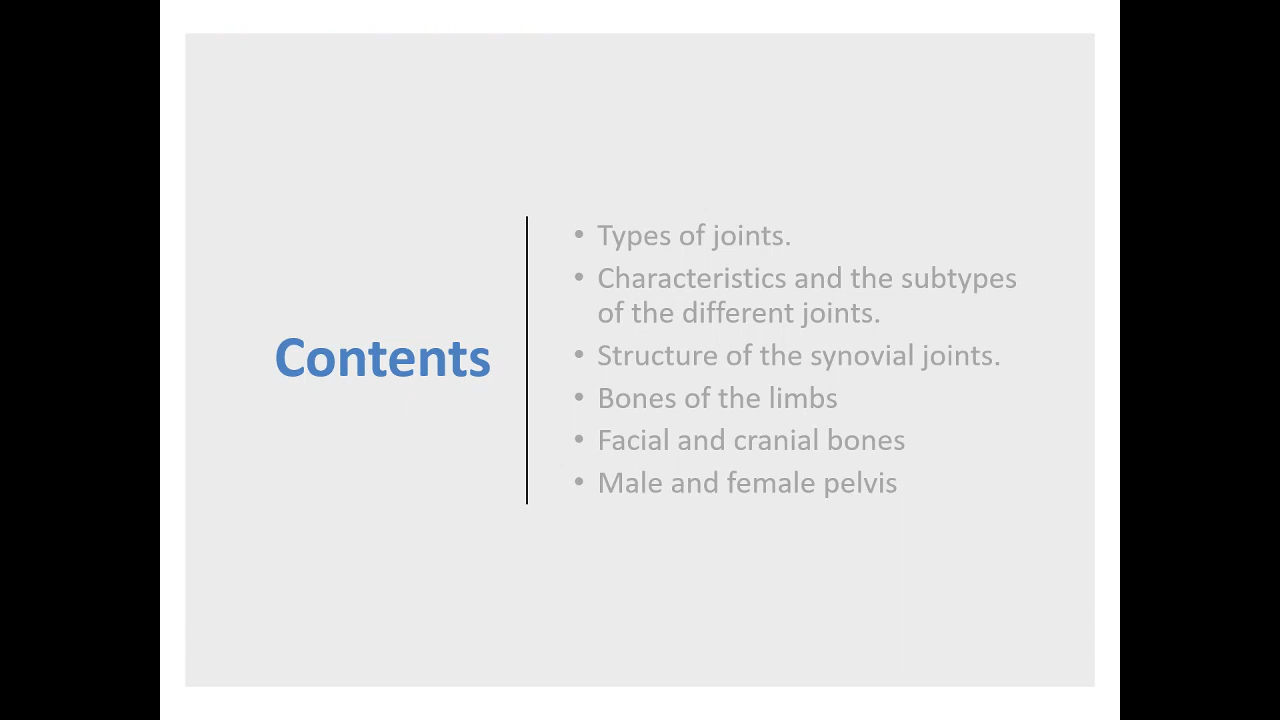 Contents
• Types of joints.
• Characteristics and the subtypes
of the different joints.
• Structure of the synovial joints.
• Bones of the limbs
• Facial and cranial bones
• Male and female pelvis